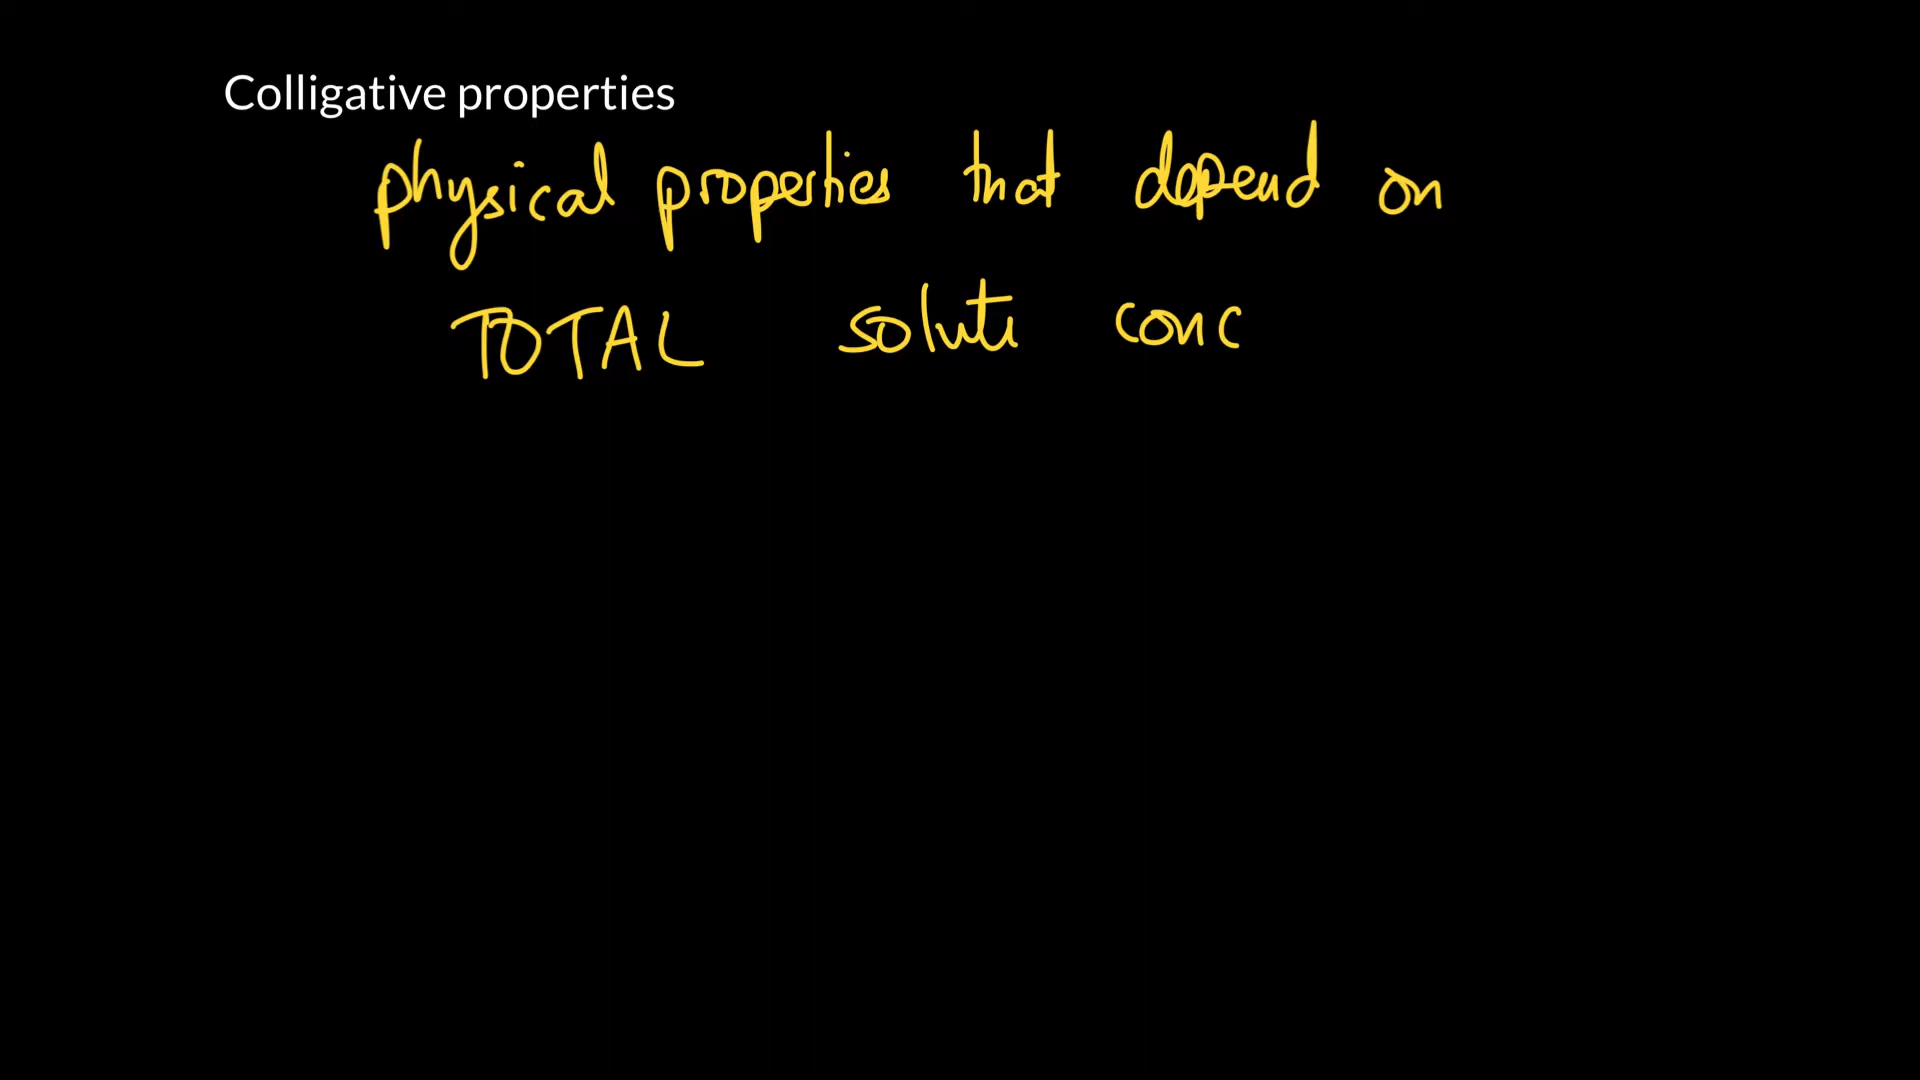 Colligative properties
physical properties that depend on
TOTAL solute conc